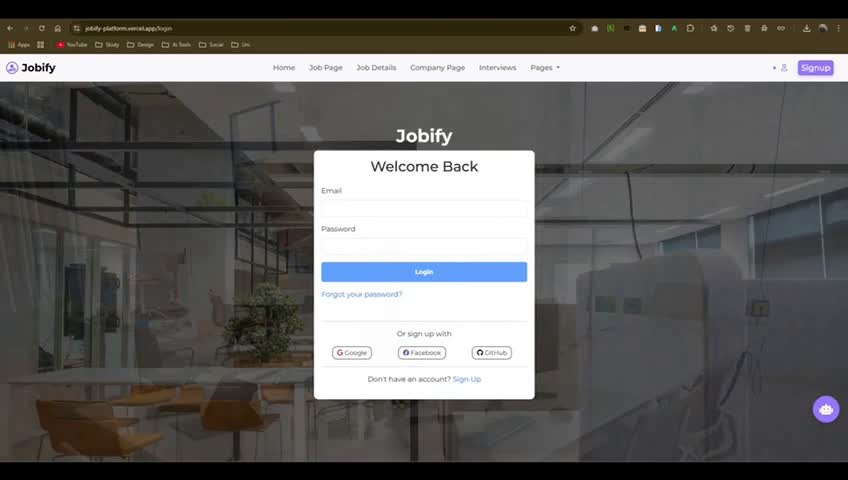 jobify-platform.vercel.app/login
Apps YouTube Study Design Ai Tools Social Uni
Jobify Home Job Page Job Details Company Page Interviews Pages Signup
Jobify
Welcome Back
Email
Password
Login
Forgot your password?
Or sign up with
Google Facebook GitHub
Don't have an account? Sign Up